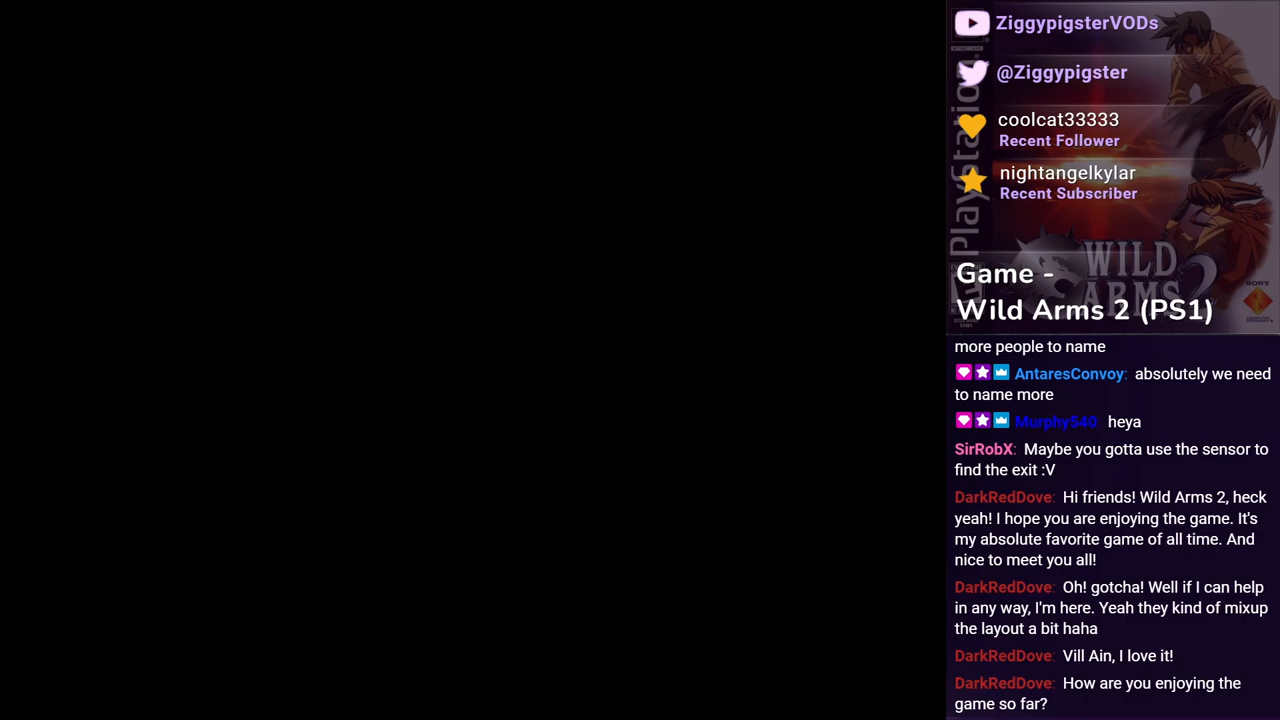 ZiggypigsterVODs
@Ziggypigster
coolcat33333
Recent Follower
nightangelkylar
Recent Subscriber
PlayStation
WILD
ARMS 2
SONY
Game -
Wild Arms 2 (PS1)
more people to name
AntaresConvoy: absolutely we need
to name more
Murphy540: heya
SirRobX: Maybe you gotta use the sensor to
find the exit :V
DarkRedDove: Hi friends! Wild Arms 2, heck
yeah! I hope you are enjoying the game. It's
my absolute favorite game of all time. And
nice to meet you all!
DarkRedDove: Oh! gotcha! Well if I can help
in any way, I'm here. Yeah they kind of mixup
the layout a bit haha
DarkRedDove: Vill Ain, I love it!
DarkRedDove: How are you enjoying the
game so far?